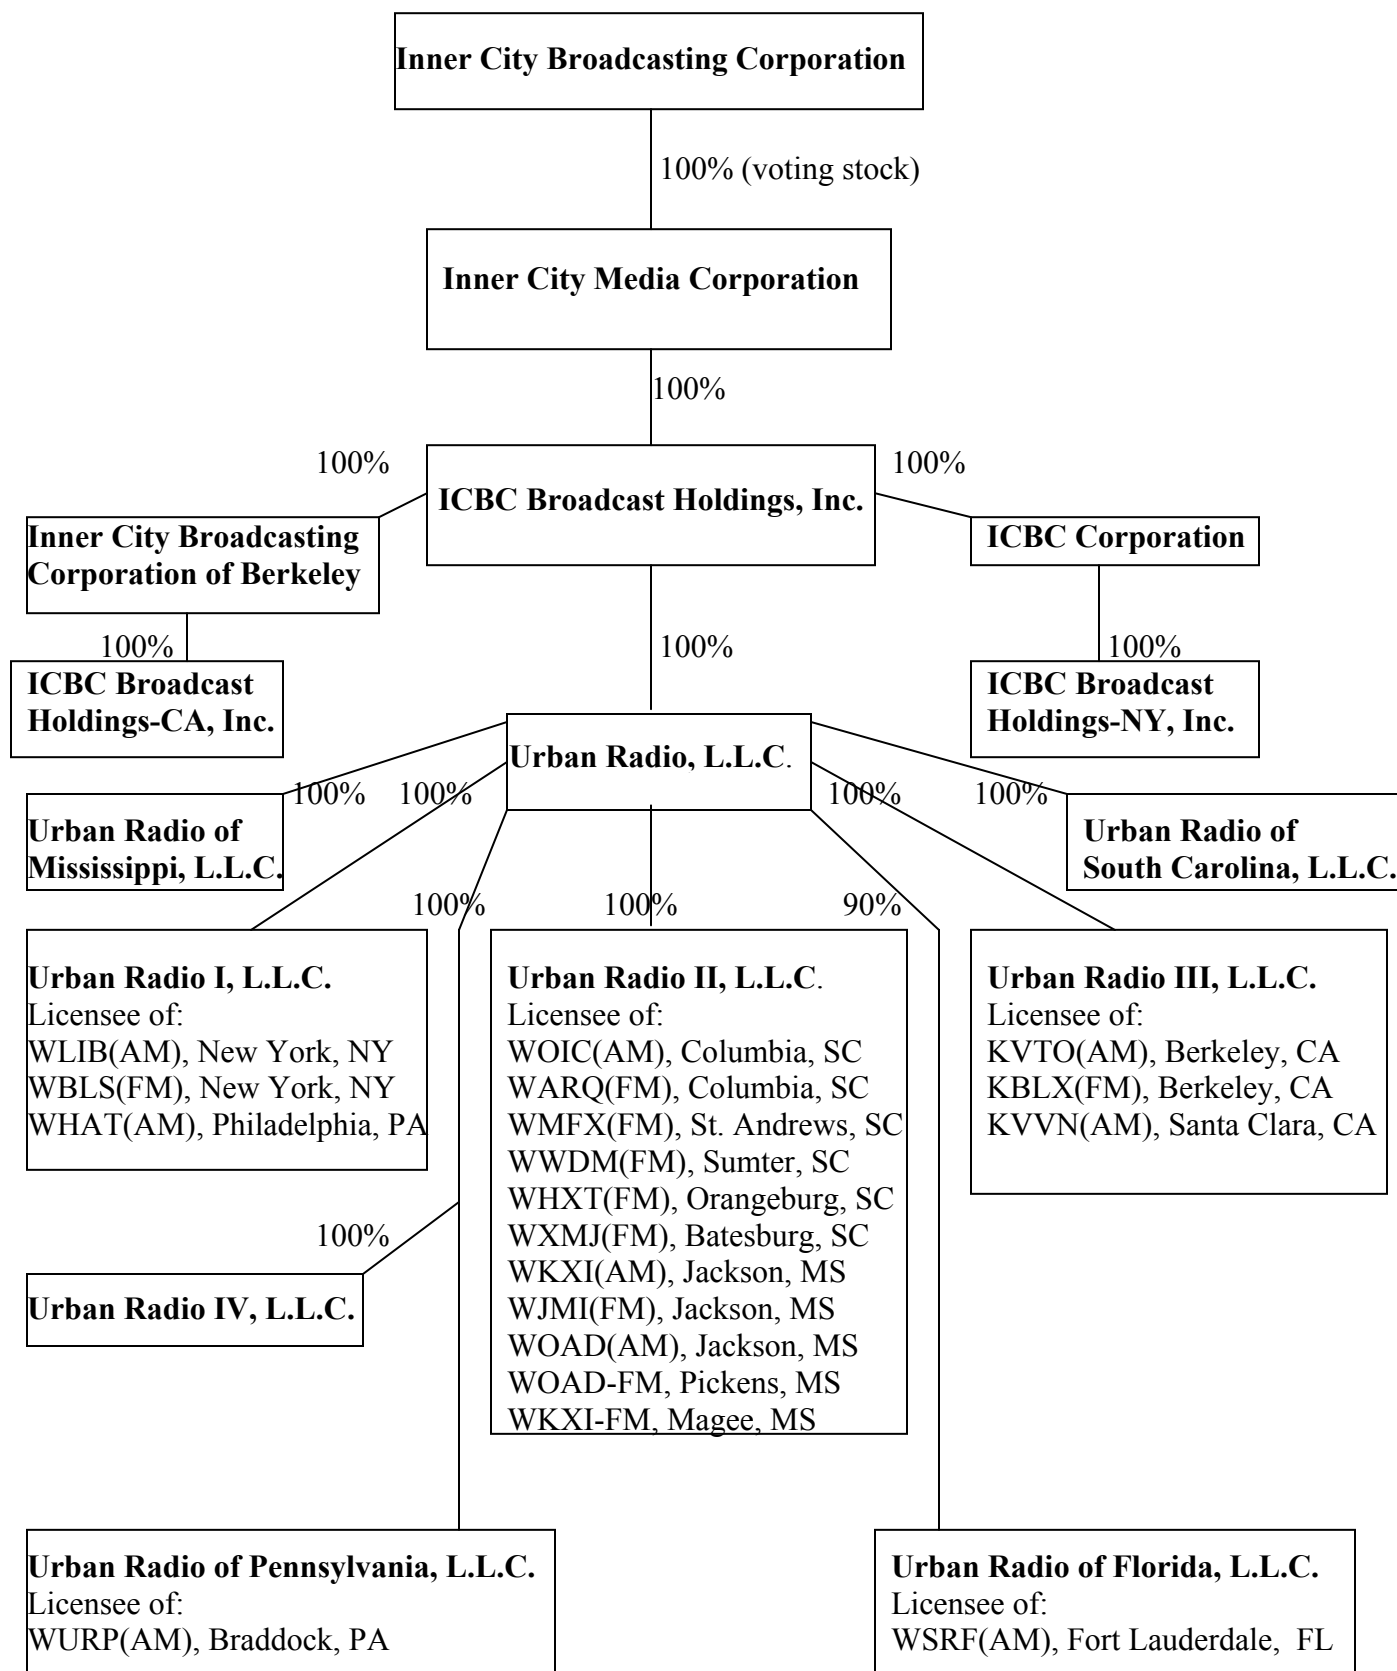 Inner City Broadcasting Corporation
100% (voting stock)
Inner City Media Corporation
100%
100%
ICBC Broadcast Holdings, Inc.
100%
Inner City Broadcasting
Corporation of Berkeley
ICBC Corporation
100%
100%
100%
ICBC Broadcast
Holdings-CA, Inc.
ICBC Broadcast
Holdings-NY, Inc.
Urban Radio, L.L.C.
100%
100%
100%
100%
Urban Radio of
Mississippi, L.L.C.
Urban Radio of
South Carolina, L.L.C.
100%
100%
90%
Urban Radio I, L.L.C.
Licensee of:
WLIB(AM), New York, NY
WBLS(FM), New York, NY
WHAT(AM), Philadelphia, PA
Urban Radio II, L.L.C.
Licensee of:
WOIC(AM), Columbia, SC
WARQ(FM), Columbia, SC
WMFX(FM), St. Andrews, SC
WWDM(FM), Sumter, SC
WHXT(FM), Orangeburg, SC
WXMJ(FM), Batesburg, SC
WKXI(AM), Jackson, MS
WJMI(FM), Jackson, MS
WOAD(AM), Jackson, MS
WOAD-FM, Pickens, MS
WKXI-FM, Magee, MS
Urban Radio III, L.L.C.
Licensee of:
KVTO(AM), Berkeley, CA
KBLX(FM), Berkeley, CA
KVVN(AM), Santa Clara, CA
100%
Urban Radio IV, L.L.C.
Urban Radio of Pennsylvania, L.L.C.
Licensee of:
WURP(AM), Braddock, PA
Urban Radio of Florida, L.L.C.
Licensee of:
WSRF(AM), Fort Lauderdale, FL